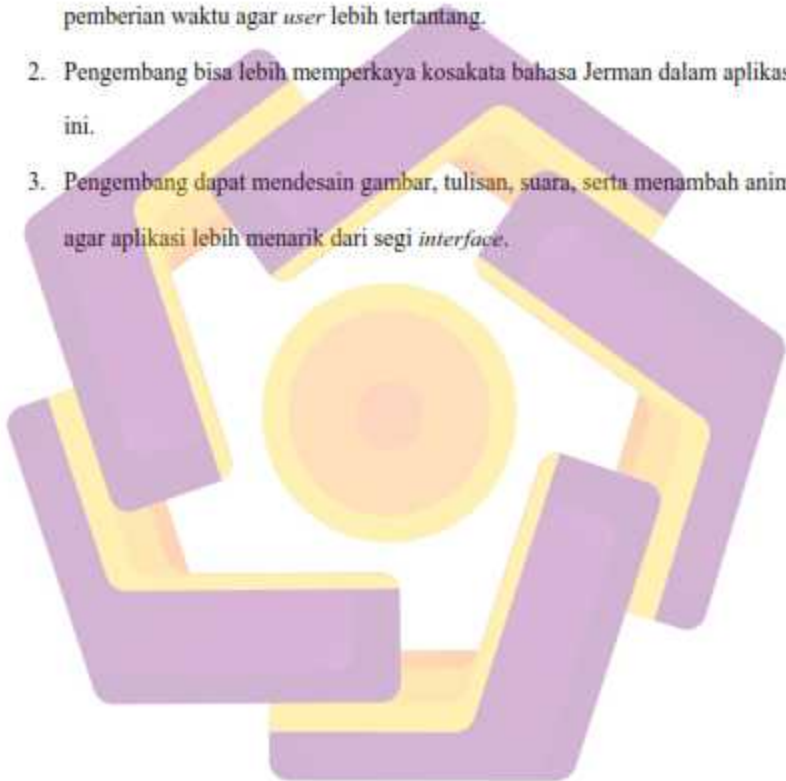 pemberian waktu agar user lebih tertantang.
2. Pengembang bisa lebih memperkaya kosakata bahasa Jerman dalam aplikas
ini.
3. Pengembang dapat mendesain gambar, tulisan, suara, serta menambah anim
agar aplikasi lebih menarik dari segi interface.